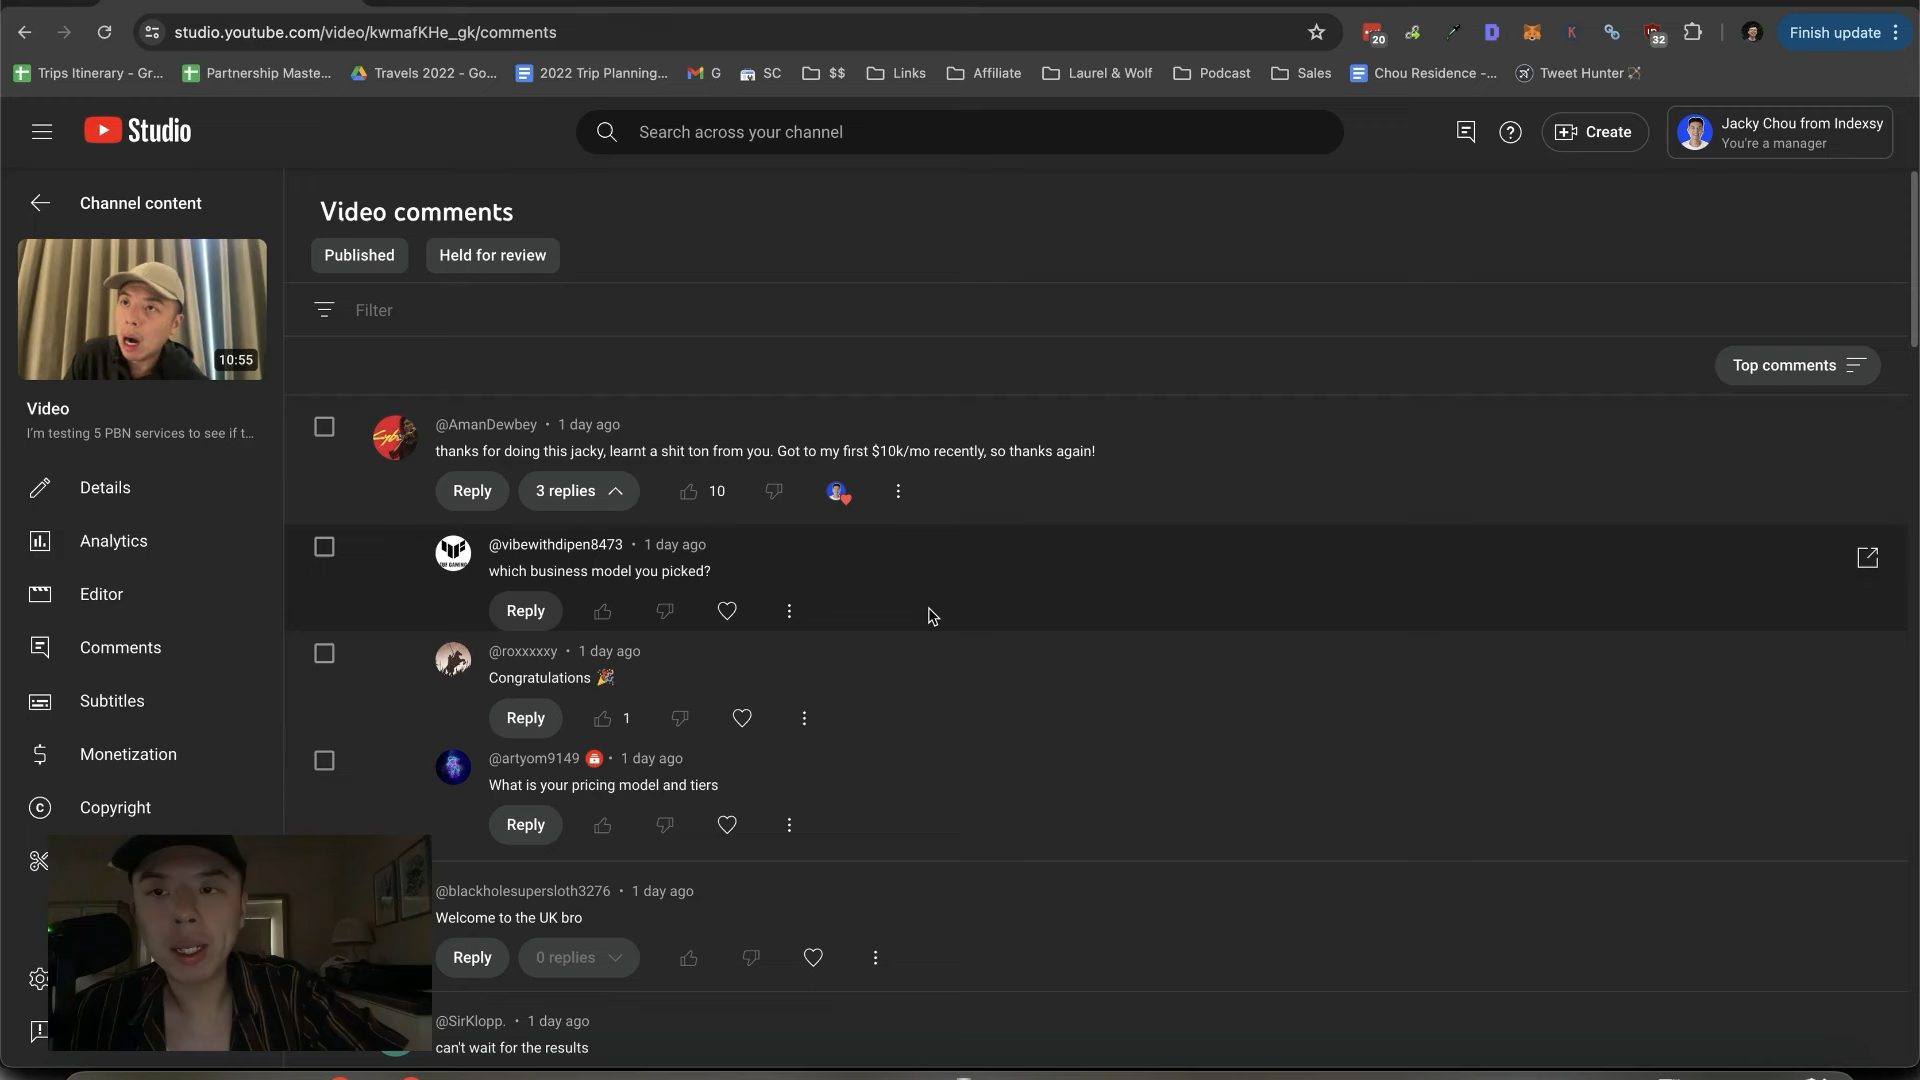 studio.youtube.com/video/kwmafKHe_gk/comments
20
K
32
Finish update
Trips Itinerary - Gr...
Partnership Maste...
Travels 2022 - Go...
2022 Trip Planning...
G
SC
$$
Links
Affiliate
Laurel & Wolf
Podcast
Sales
Chou Residence -...
Tweet Hunter
Studio
Search across your channel
Create
Jacky Chou from Indexsy
You're a manager
Channel content
10:55
Video
I'm testing 5 PBN services to see if t...
Details
Analytics
Editor
Comments
Subtitles
Monetization
Copyright
Video comments
Published
Held for review
Filter
Top comments
@AmanDewbey • 1 day ago
thanks for doing this jacky, learnt a shit ton from you. Got to my first $10k/mo recently, so thanks again!
Reply
3 replies
10
@vibewithdipen8473 • 1 day ago
which business model you picked?
Reply
@roxxxxxy • 1 day ago
Congratulations 🎉
Reply
1
@artyom9149 • 1 day ago
What is your pricing model and tiers
Reply
@blackholesupersloth3276 • 1 day ago
Welcome to the UK bro
Reply
0 replies
@SirKlopp. • 1 day ago
can't wait for the results